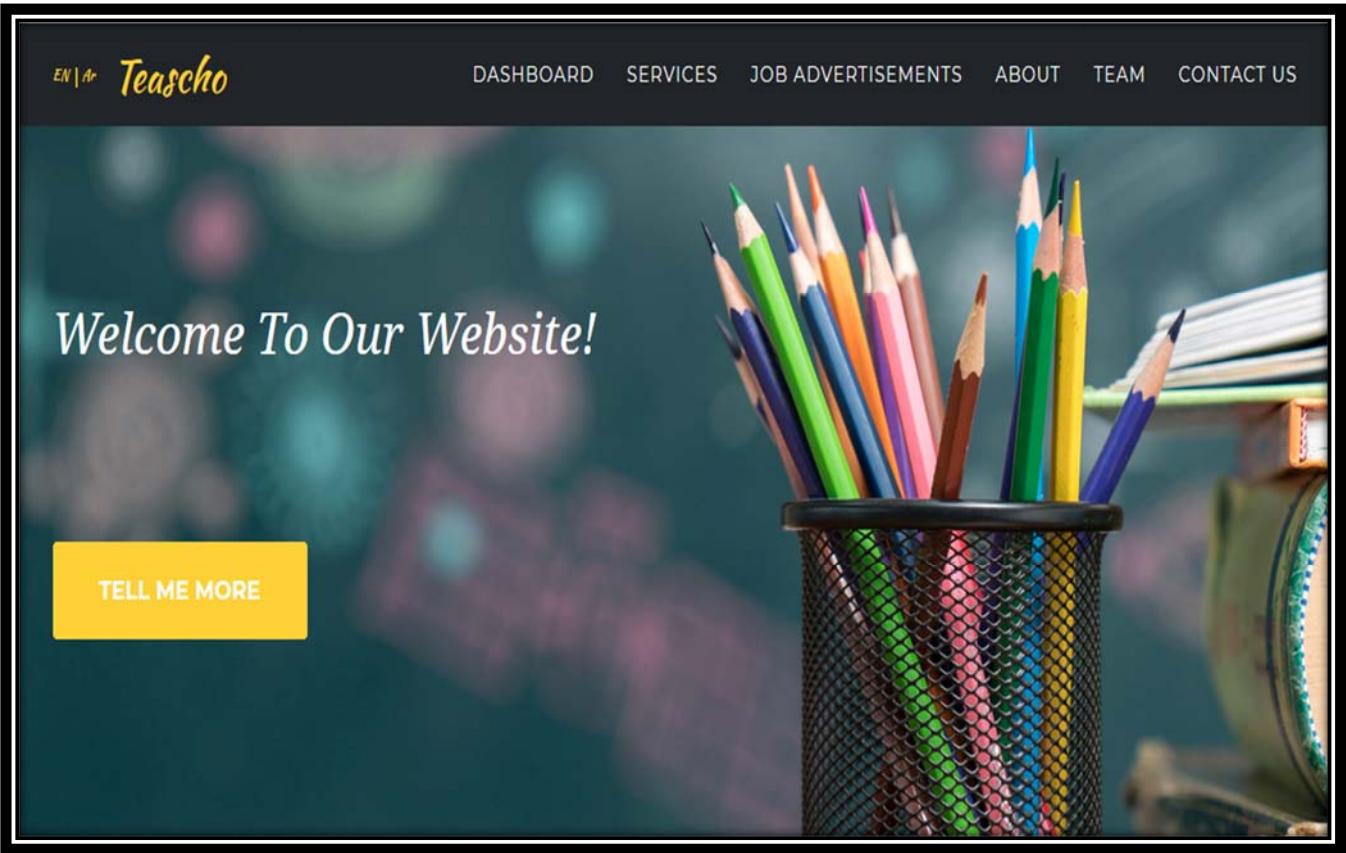 EN | Ar Teascho DASHBOARD SERVICES JOB ADVERTISEMENTS ABOUT TEAM CONTACT US
Welcome To Our Website!
TELL ME MORE